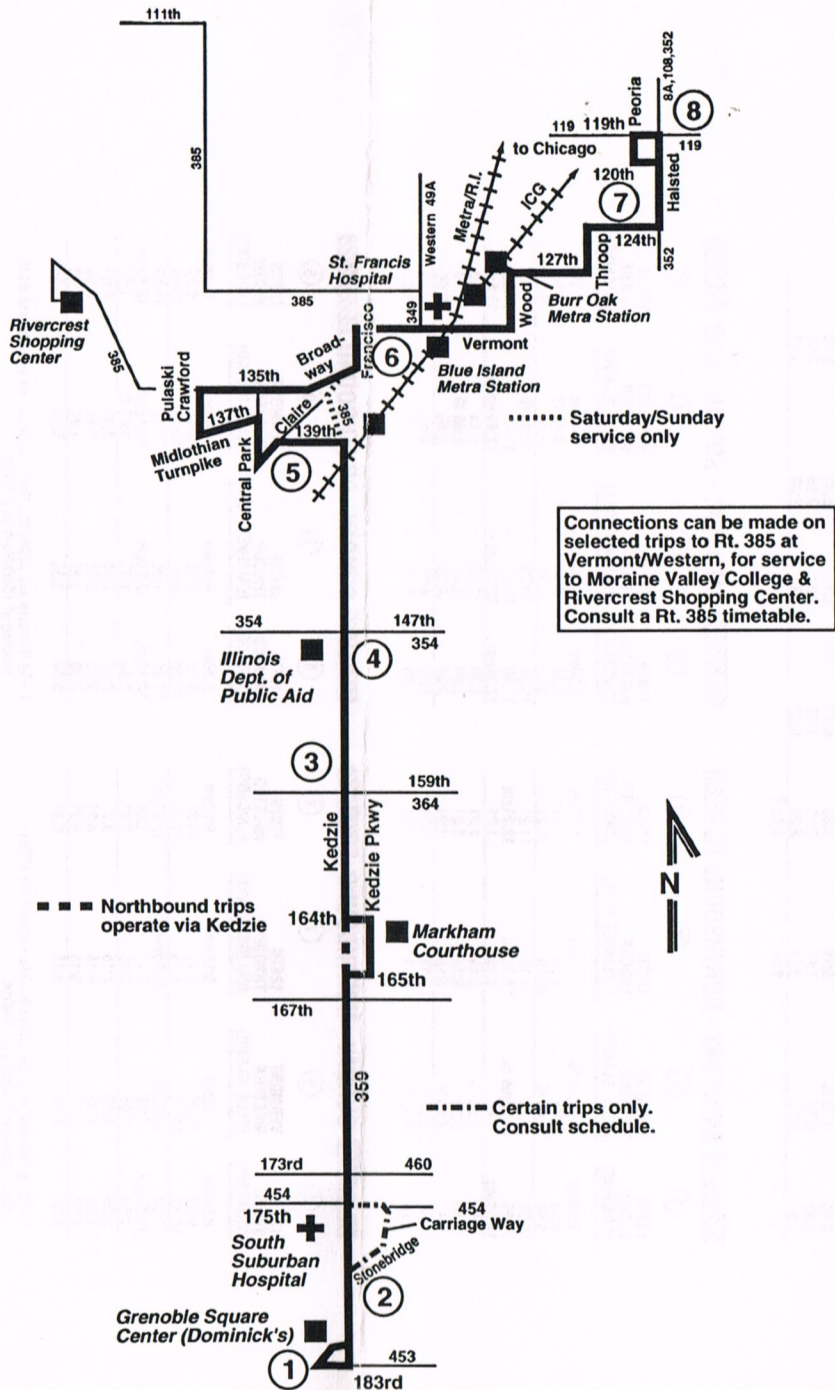 111th
385
8A,108,352
Peoria
8
119
119th
119
to Chicago
Metra/R.I.
ICG
120th
7
Halsted
Western 49A
Throop
124th
352
St. Francis
Hospital
127th
385
349
Wood
Burr Oak
Metra Station
Rivercrest
Shopping
Center
385
Francisco
6
Vermont
Broad-
way
Blue Island
Metra Station
Pulaski
Crawford
135th
137th
Claire
385
Midlothian
Turnpike
139th
Central Park
5
Saturday/Sunday
service only
Connections can be made on
selected trips to Rt. 385 at
Vermont/Western, for service
to Moraine Valley College &
Rivercrest Shopping Center.
Consult a Rt. 385 timetable.
354
147th
354
Illinois
Dept. of
Public Aid
4
3
159th
364
Kedzie
Kedzie Pkwy
N
Northbound trips
operate via Kedzie
164th
Markham
Courthouse
165th
167th
359
Certain trips only.
Consult schedule.
173rd
460
454
454
175th
Carriage Way
South
Suburban
Hospital
Stonebridge
2
Grenoble Square
Center (Dominick's)
1
453
183rd